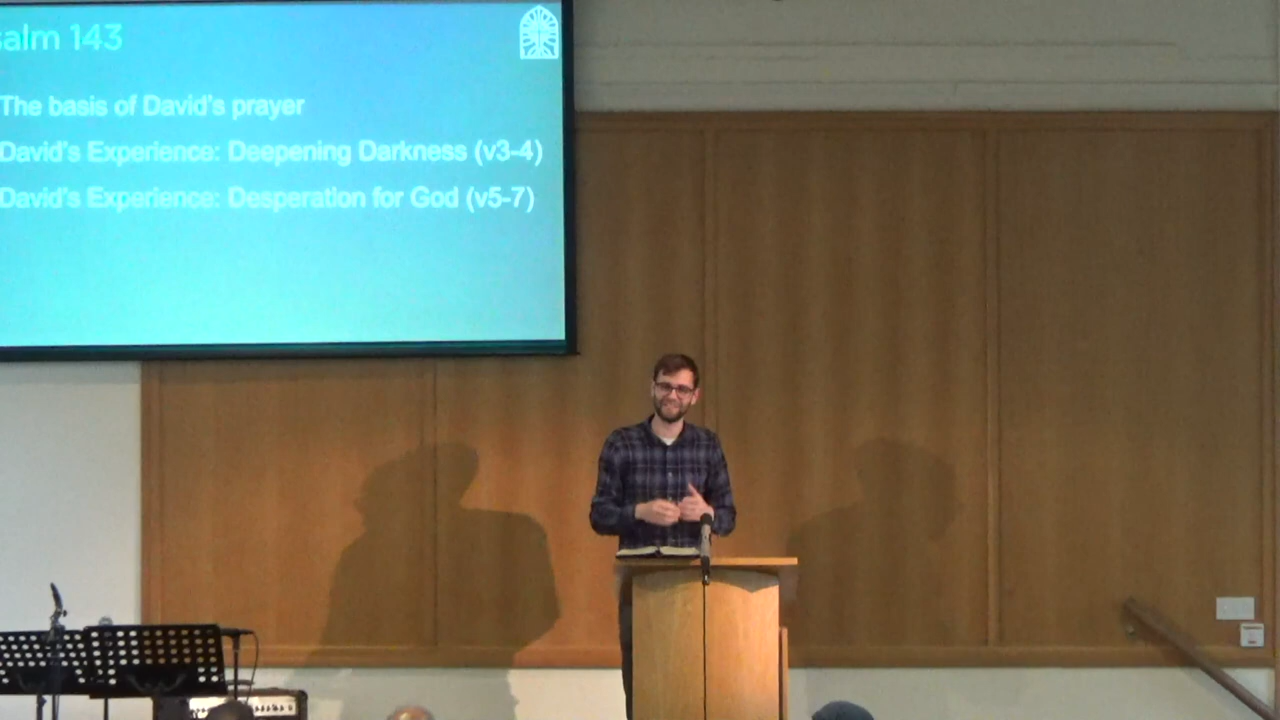 alm 143
The basis of David's prayer
David's Experience: Deepening Darkness (v3-4)
David's Experience: Desperation for God (v5-7)